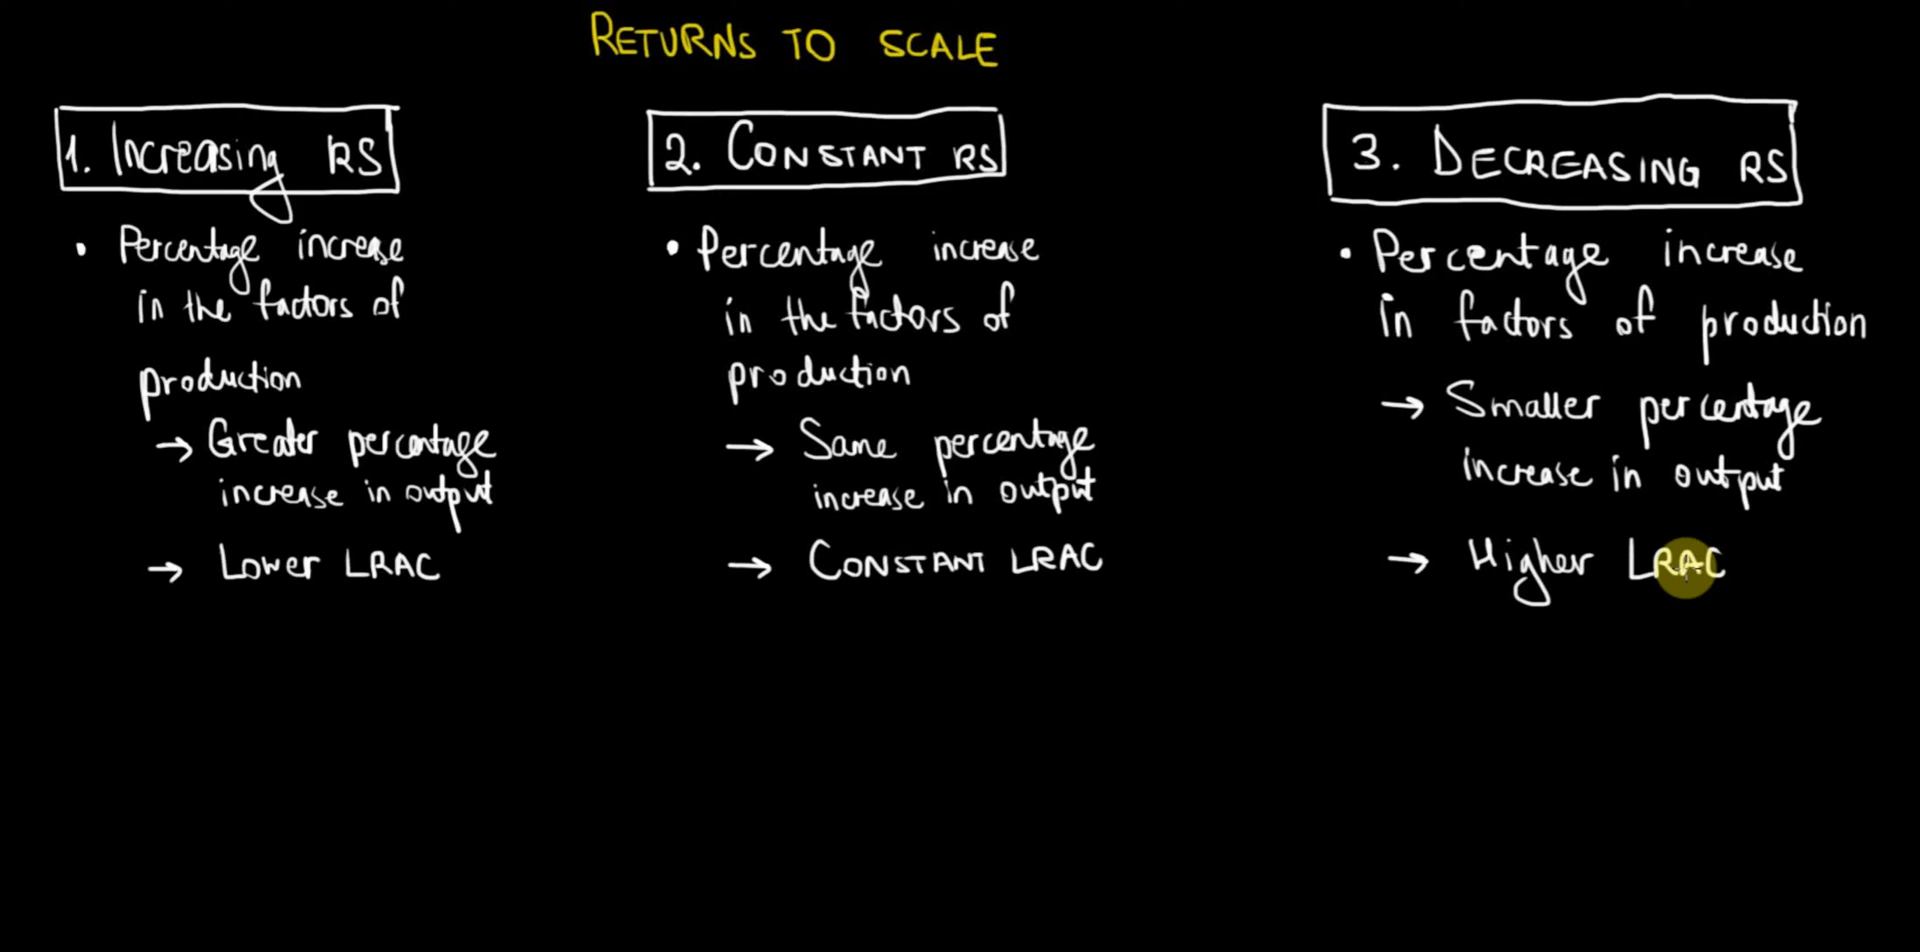 RETURNS TO SCALE
1. Increasing RS
• Percentage increase
in the factors of
production
→ Greater percentage
increase in output
→ Lower LRAC
2. CONSTANT RS
• Percentage increase
in the factors of
production
→ Same percentage
increase in output
→ CONSTANT LRAC
3. DECREASING RS
• Percentage increase
in factors of production
→ Smaller percentage
increase in output
→ Higher LRAC